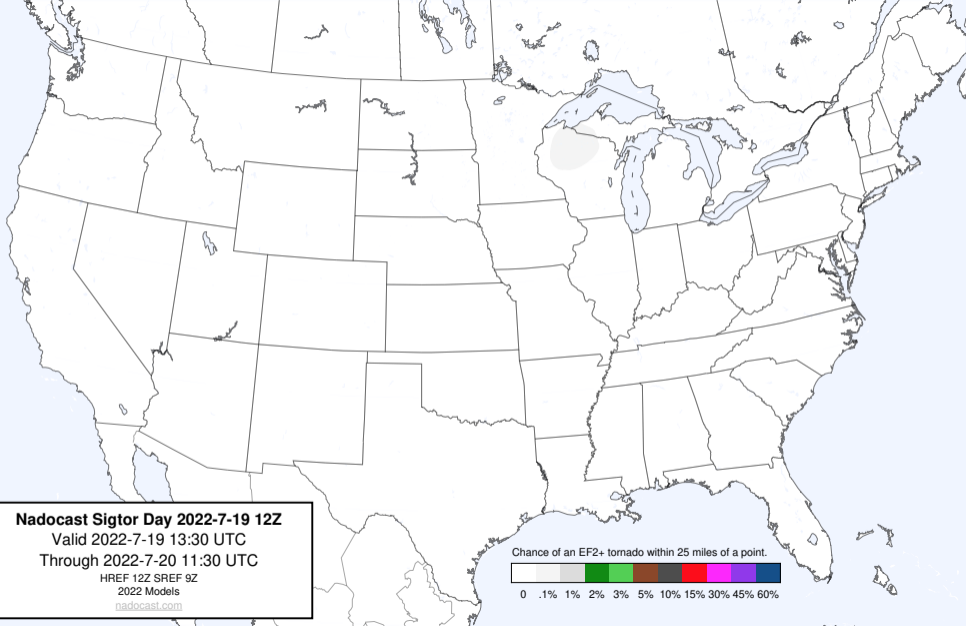 Nadocast Sigtor Day 2022-7-19 12Z
Valid 2022-7-19 13:30 UTC
Through 2022-7-20 11:30 UTC
HREF 12Z SREF 9Z
2022 Models
nadocast.com
Chance of an EF2+ tornado within 25 miles of a point.
0 .1% 1% 2% 3% 5% 10% 15% 30% 45% 60%